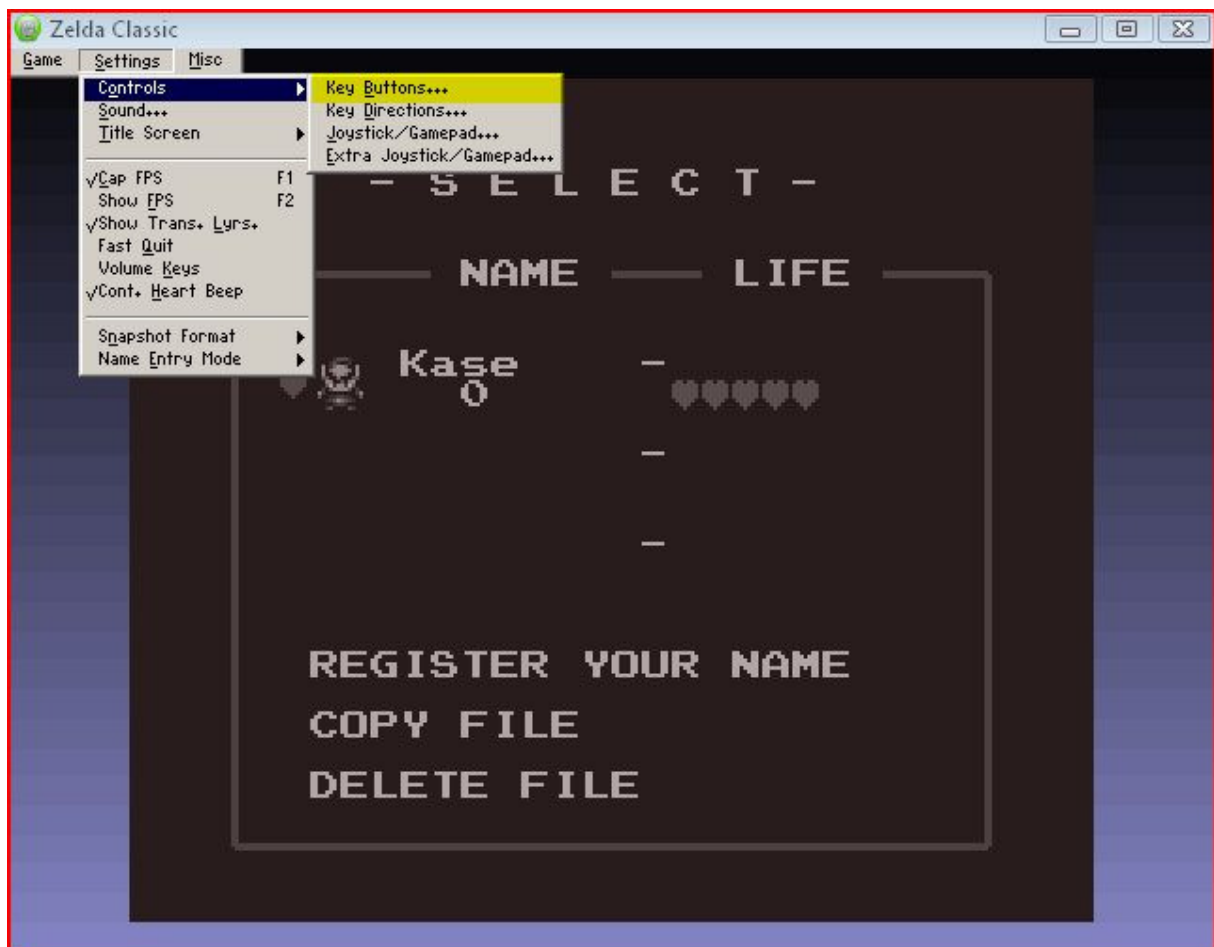 Zelda Classic
Game Settings Misc
Controls
Sound...
Title Screen
Cap FPS F1
Show FPS F2
Show Trans. Lyrs.
Fast Quit
Volume Keys
Cont. Heart Beep
Snapshot Format
Name Entry Mode
Key Buttons...
Key Directions...
Joystick/Gamepad...
Extra Joystick/Gamepad...
- S E L E C T -
NAME LIFE
Kase -
0
-
-
REGISTER YOUR NAME
COPY FILE
DELETE FILE